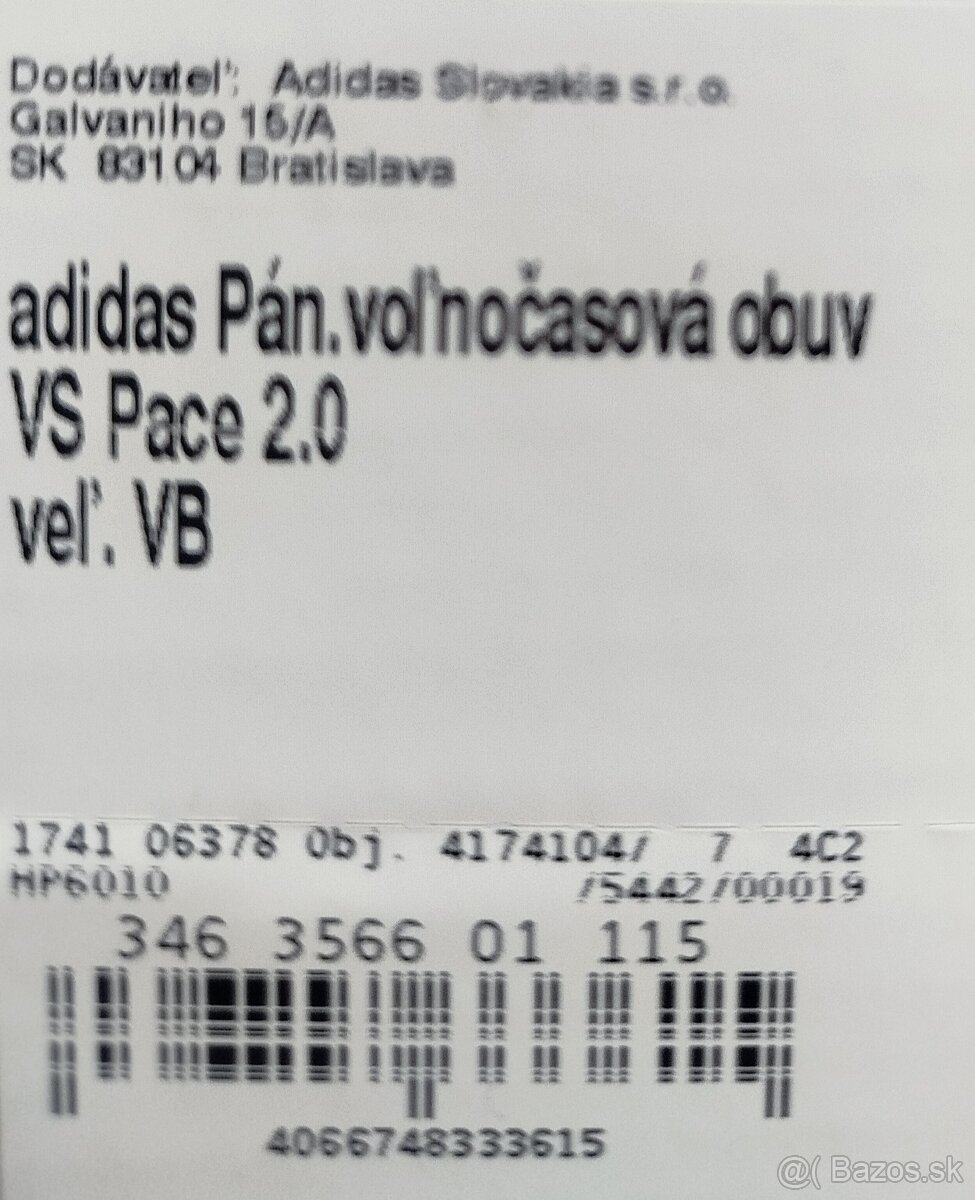 Dodávateľ: Adidas Slovakia s.r.o.
Galvaniho 15/A
SK 83104 Bratislava
adidas Pán.voľnočasová obuv
VS Pace 2.0
veľ. VB
1741 06378 Obj. 4174104/ 7 4C2
HP6010 /5442/00019
346 3566 01 115
4066748333615
@( Bazos.sk